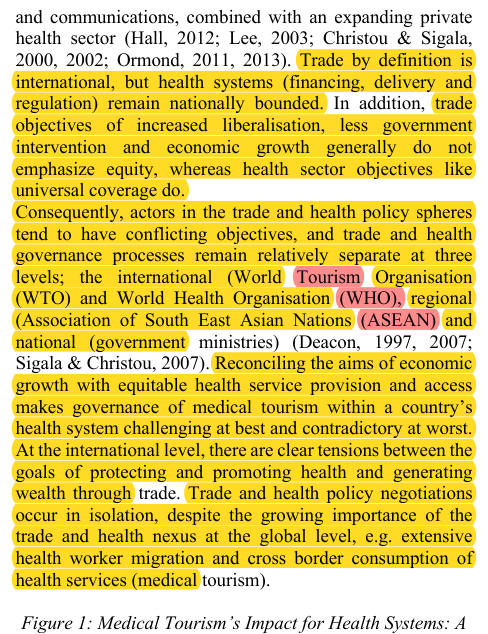 and communications, combined with an expanding private
health sector (Hall, 2012; Lee, 2003; Christou & Sigala,
2000, 2002; Ormond, 2011, 2013). Trade by definition is
international, but health systems (financing, delivery and
regulation) remain nationally bounded. In addition, trade
objectives of increased liberalisation, less government
intervention and economic growth generally do not
emphasize equity, whereas health sector objectives like
universal coverage do.
Consequently, actors in the trade and health policy spheres
tend to have conflicting objectives, and trade and health
governance processes remain relatively separate at three
levels; the international (World Tourism Organisation
(WTO) and World Health Organisation (WHO), regional
(Association of South East Asian Nations (ASEAN) and
national (government ministries) (Deacon, 1997, 2007;
Sigala & Christou, 2007). Reconciling the aims of economic
growth with equitable health service provision and access
makes governance of medical tourism within a country's
health system challenging at best and contradictory at worst.
At the international level, there are clear tensions between the
goals of protecting and promoting health and generating
wealth through trade. Trade and health policy negotiations
occur in isolation, despite the growing importance of the
trade and health nexus at the global level, e.g. extensive
health worker migration and cross border consumption of
health services (medical tourism).
Figure 1: Medical Tourism's Impact for Health Systems: A